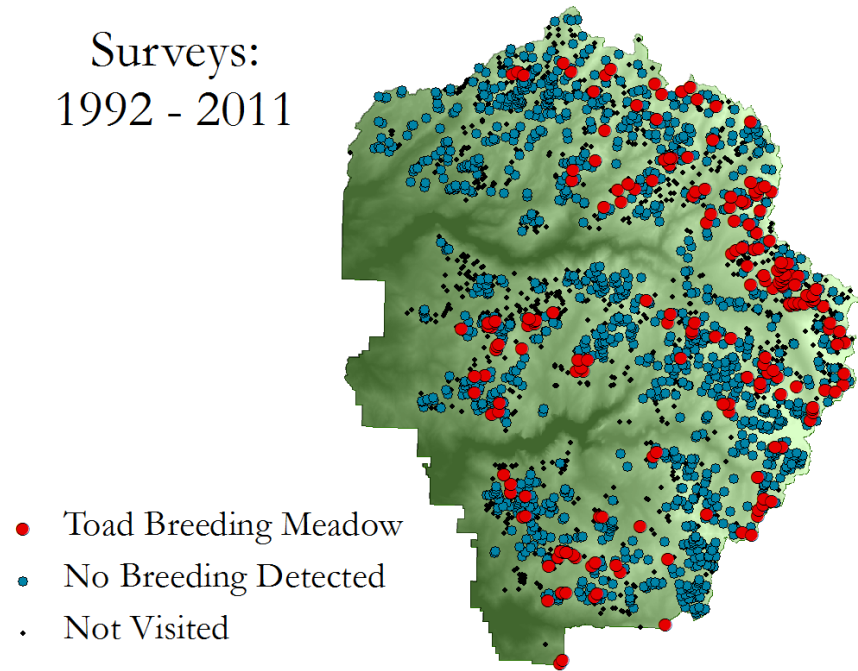 Surveys:
1992 - 2011
Toad Breeding Meadow
No Breeding Detected
Not Visited